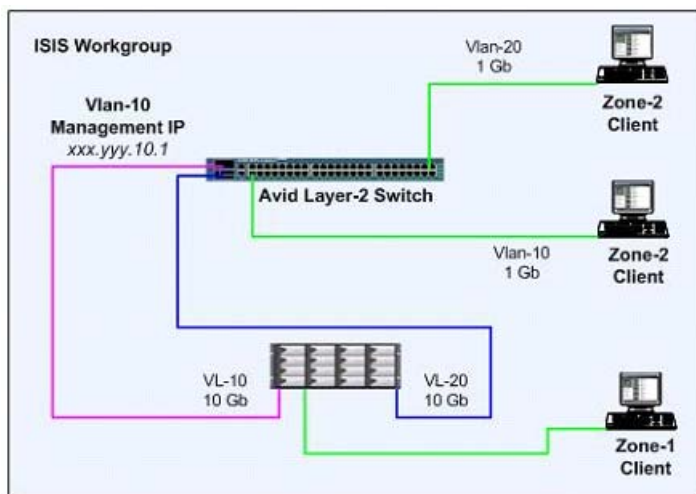 ISIS Workgroup
Vlan-20
1 Gb
Zone-2
Client
Vlan-10
Management IP
xxx.yyy.10.1
Avid Layer-2 Switch
Vlan-10
1 Gb
Zone-2
Client
VL-10
10 Gb
VL-20
10 Gb
Zone-1
Client